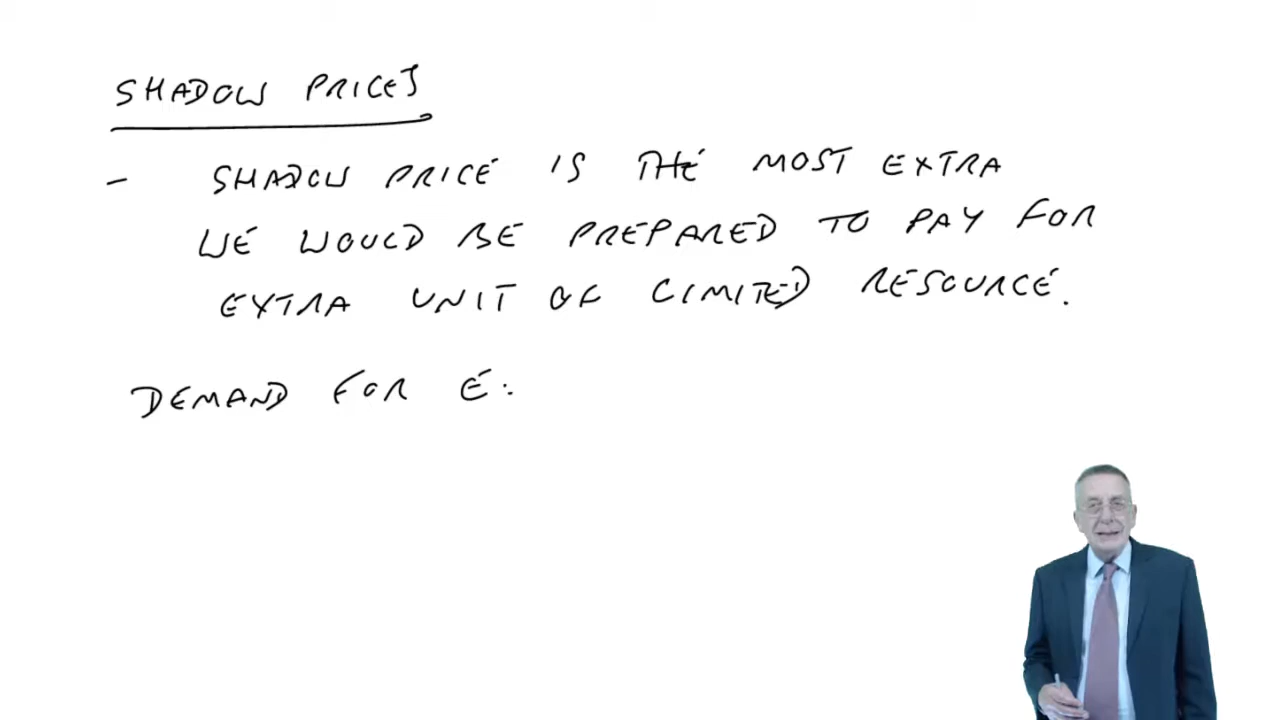 SHADOW PRICES
- SHADOW PRICE IS THE MOST EXTRA
WE WOULD BE PREPARED TO PAY FOR
EXTRA UNIT OF LIMITED RESOURCE.
DEMAND FOR E: